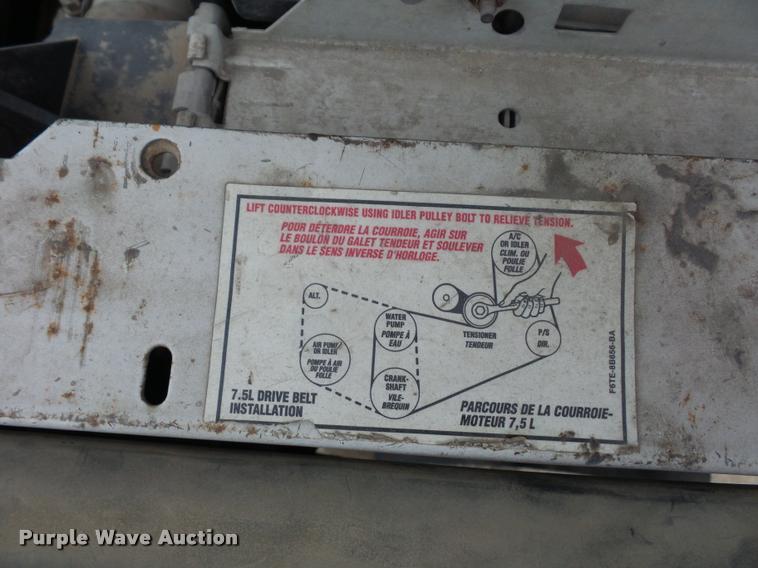 LIFT COUNTERCLOCKWISE USING IDLER PULLEY BOLT TO RELIEVE TENSION.
POUR DÉTENDRE LA COURROIE, AGIR SUR
LE BOULON DU GALET TENDEUR ET SOULEVER
DANS LE SENS INVERSE D'HORLOGE.
A/C
OR IDLER
CLIM. OU
POULIE
FOLLE
ALT.
WATER
PUMP
POMPE À
EAU
TENSIONER
TENDEUR
P/S
DIR.
AIR PUMP
OR IDLER
POMPE À AIR
OU POULIE
FOLLE
CRANK-
SHAFT
VILE-
BREQUIN
7.5L DRIVE BELT
INSTALLATION
PARCOURS DE LA COURROIE-
MOTEUR 7,5 L
F6TE-8B656-BA
Purple Wave Auction